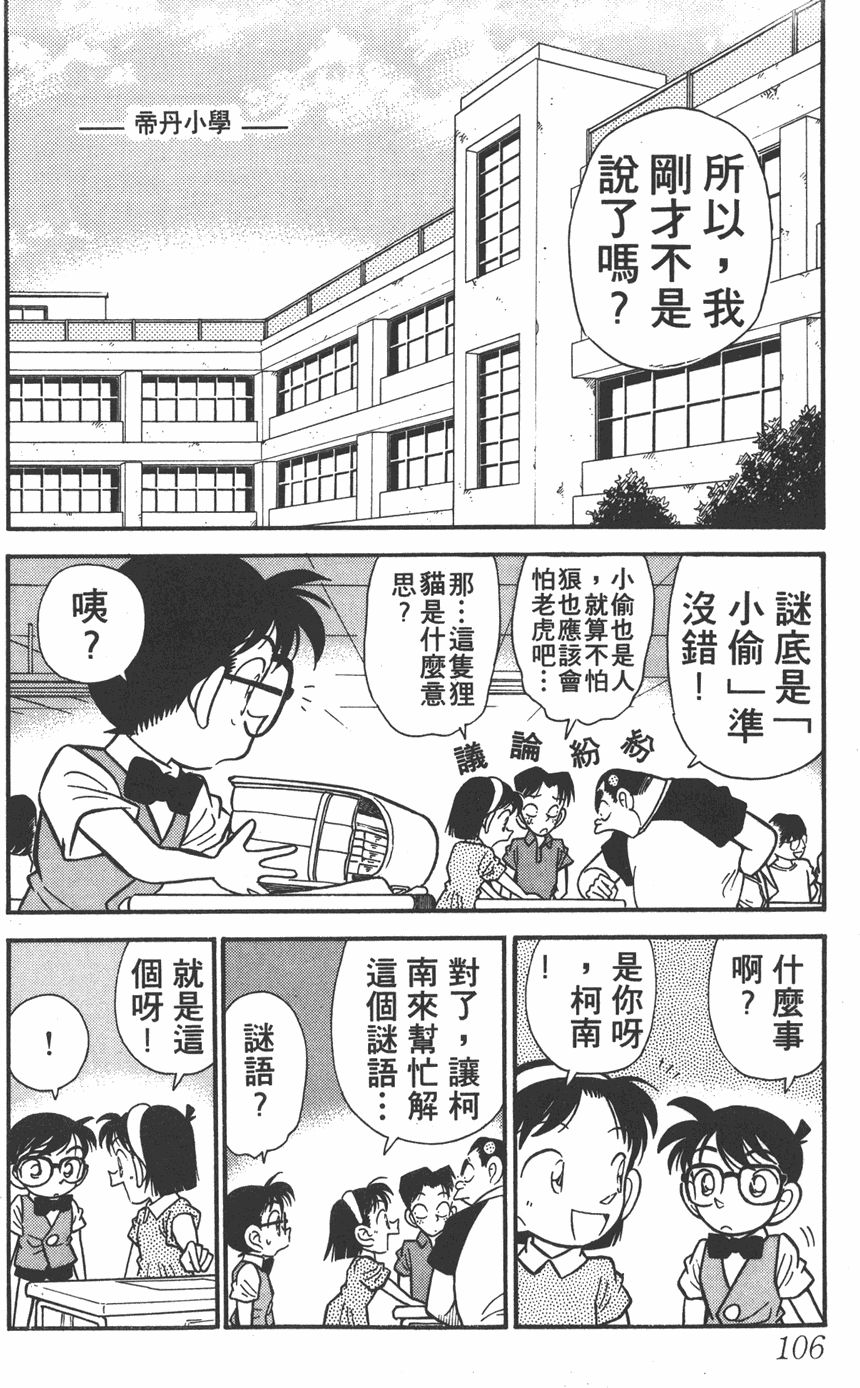 帝丹小學
所以，我
剛才不是
說了嗎？
謎底是「
小偷」準
沒錯！
小偷也是人
，就算不怕
狼也應該會
怕老虎吧…
那…這隻狸
貓是什麼意
思？
議論紛紛
咦？
什麼事
啊？
是你呀
，柯南
！
對了，讓柯
南來幫忙解
這個謎語…
謎語？
就是這
個呀！
！
106